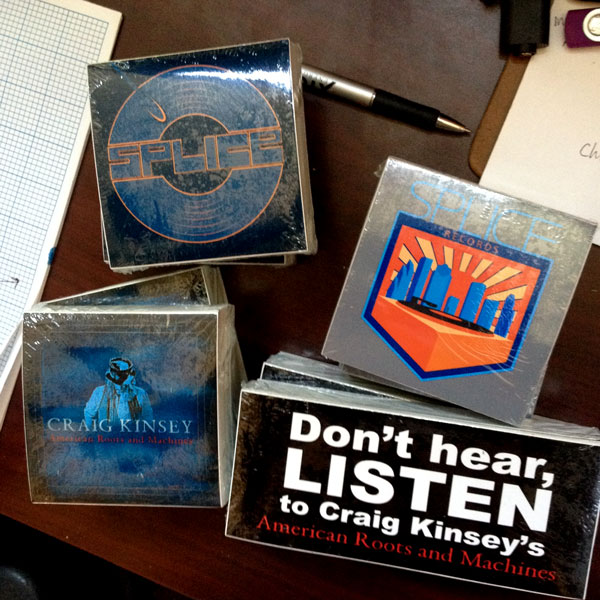 SPLICE
SPLICE
RECORDS
Ch
CRAIG KINSEY
American Roots and Machines
Don't hear,
LISTEN
to Craig Kinsey's
American Roots and Machines